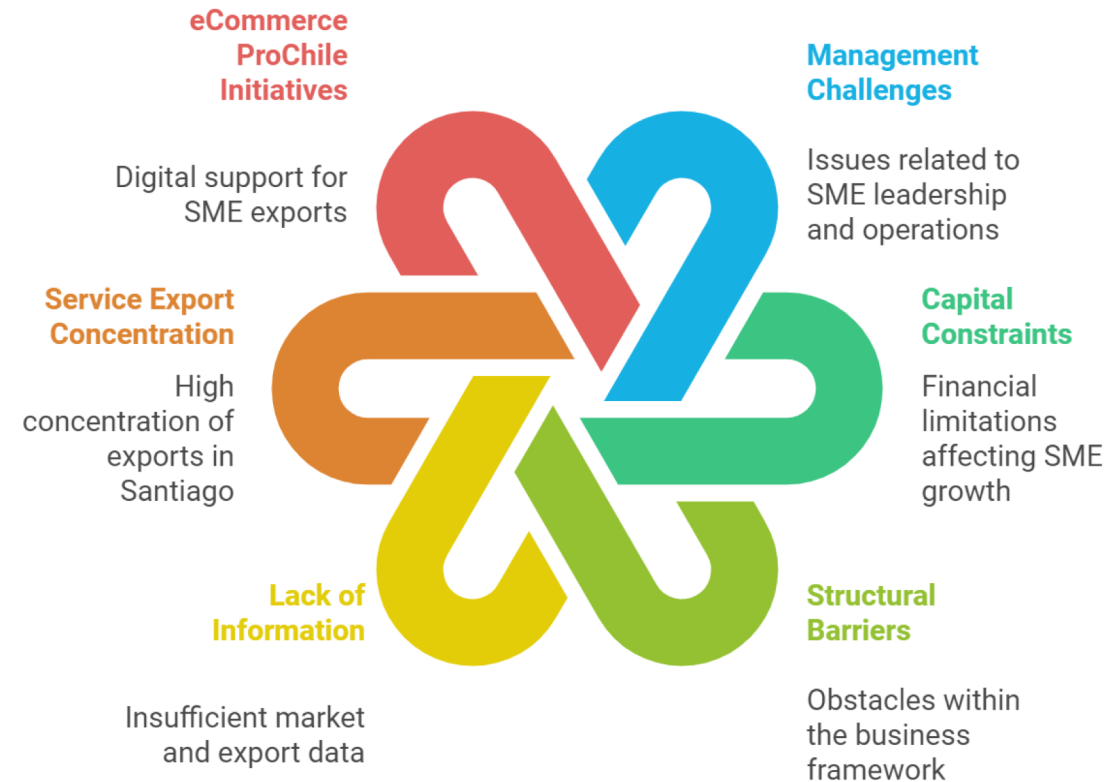 eCommerce
ProChile
Initiatives
Digital support for
SME exports
Management
Challenges
Issues related to
SME leadership
and operations
Service Export
Concentration
High
concentration of
exports in
Santiago
Capital
Constraints
Financial
limitations
affecting SME
growth
Lack of
Information
Insufficient market
and export data
Structural
Barriers
Obstacles within
the business
framework